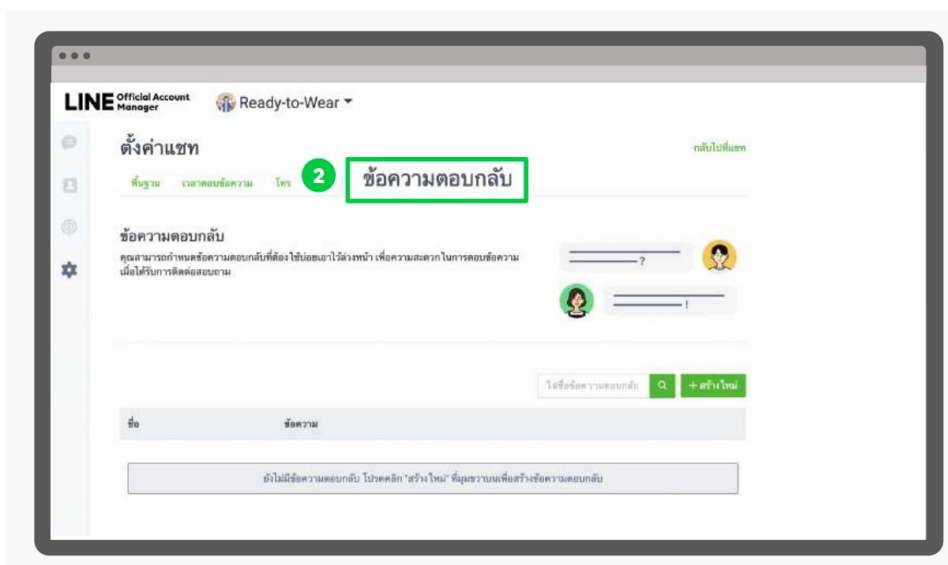 LINE Official Account Manager
Ready-to-Wear
ตั้งค่าแชท
กลับไปที่แชท
พื้นฐาน เวลาตอบข้อความ โทร 2 ข้อความตอบกลับ
ข้อความตอบกลับ
คุณสามารถกำหนดข้อความตอบกลับที่ต้องใช้บ่อยเอาไว้ล่วงหน้า เพื่อความสะดวกในการตอบข้อความ
เมื่อได้รับการติดต่อสอบถาม
?
!
ใส่ชื่อข้อความตอบกลับ
+ สร้างใหม่
ชื่อ ข้อความ
ยังไม่มีข้อความตอบกลับ โปรดคลิก "สร้างใหม่" ที่มุมขวาบนเพื่อสร้างข้อความตอบกลับ